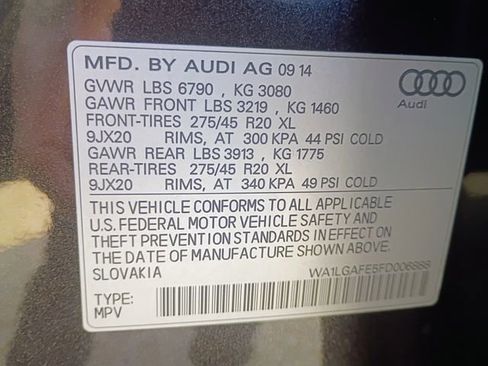 MFD. BY AUDI AG 09 14
GVWR LBS 6790 , KG 3080
GAWR FRONT LBS 3219 , KG 1460
FRONT-TIRES 275/45 R20 XL
9JX20 RIMS, AT 300 KPA 44 PSI COLD
GAWR REAR LBS 3913 , KG 1775
REAR-TIRES 275/45 R20 XL
9JX20 RIMS, AT 340 KPA 49 PSI COLD
THIS VEHICLE CONFORMS TO ALL APPLICABLE
U.S. FEDERAL MOTOR VEHICLE SAFETY AND
THEFT PREVENTION STANDARDS IN EFFECT ON
THE DATE OF MANUFACTURE SHOWN ABOVE.
SLOVAKIA
TYPE:
MPV
Audi